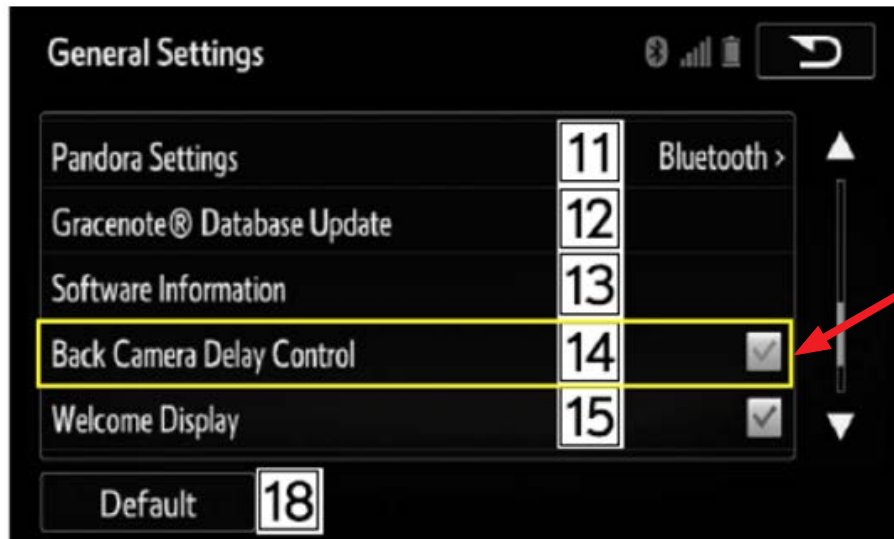 General Settings
Pandora Settings 11 Bluetooth >
Gracenote® Database Update 12
Software Information 13
Back Camera Delay Control 14
Welcome Display 15
Default 18